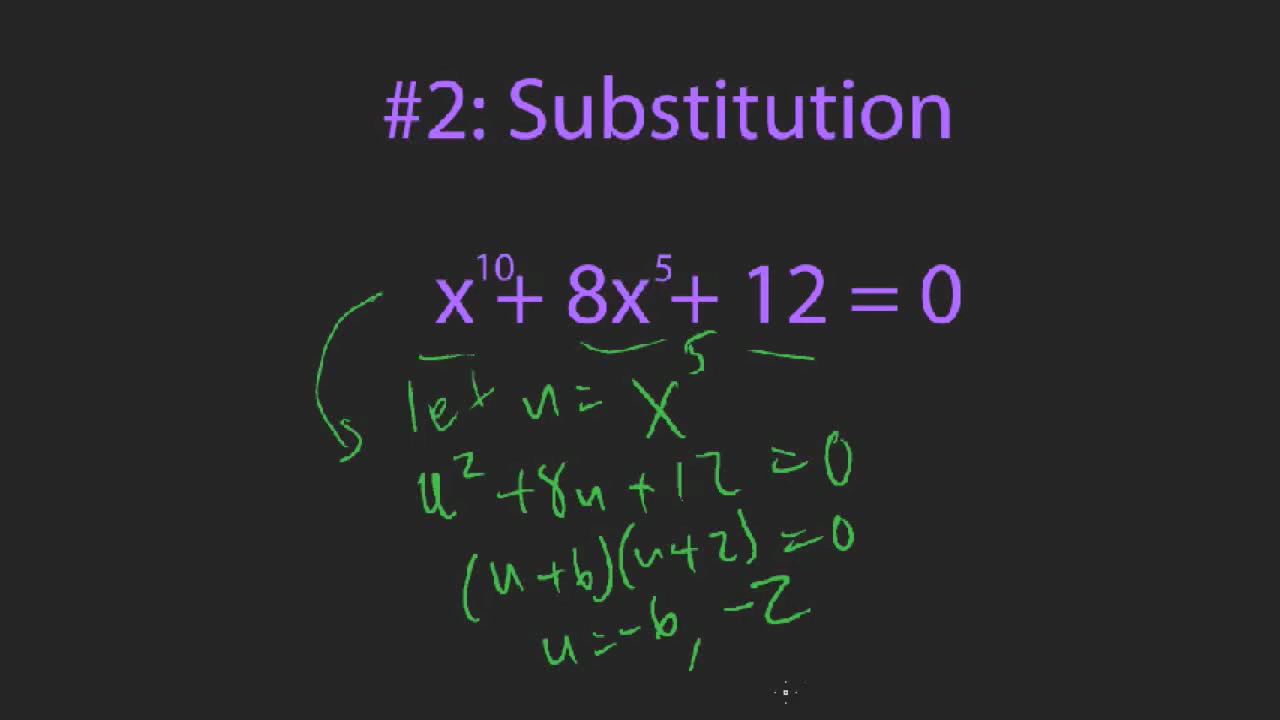 #2: Substitution
x¹⁰+ 8x⁵+ 12 = 0
let u = x⁵
u² + 8u + 12 = 0
(u+6)(u+2) = 0
u = -6, -2